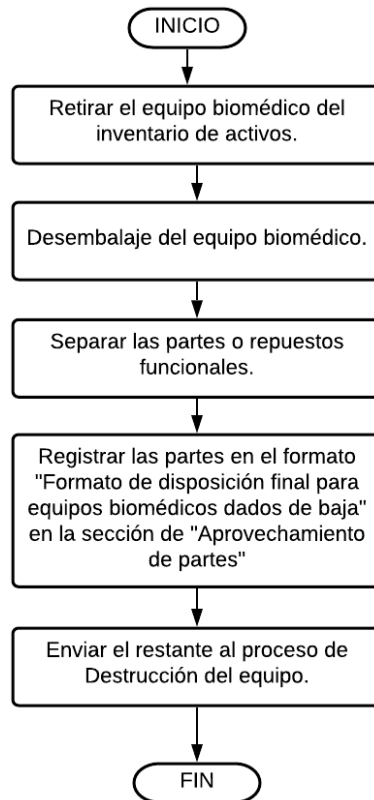 INICIO
Retirar el equipo biomédico del
inventario de activos.
Desembalaje del equipo biomédico.
Separar las partes o repuestos
funcionales.
Registrar las partes en el formato
"Formato de disposición final para
equipos biomédicos dados de baja"
en la sección de "Aprovechamiento
de partes"
Enviar el restante al proceso de
Destrucción del equipo.
FIN